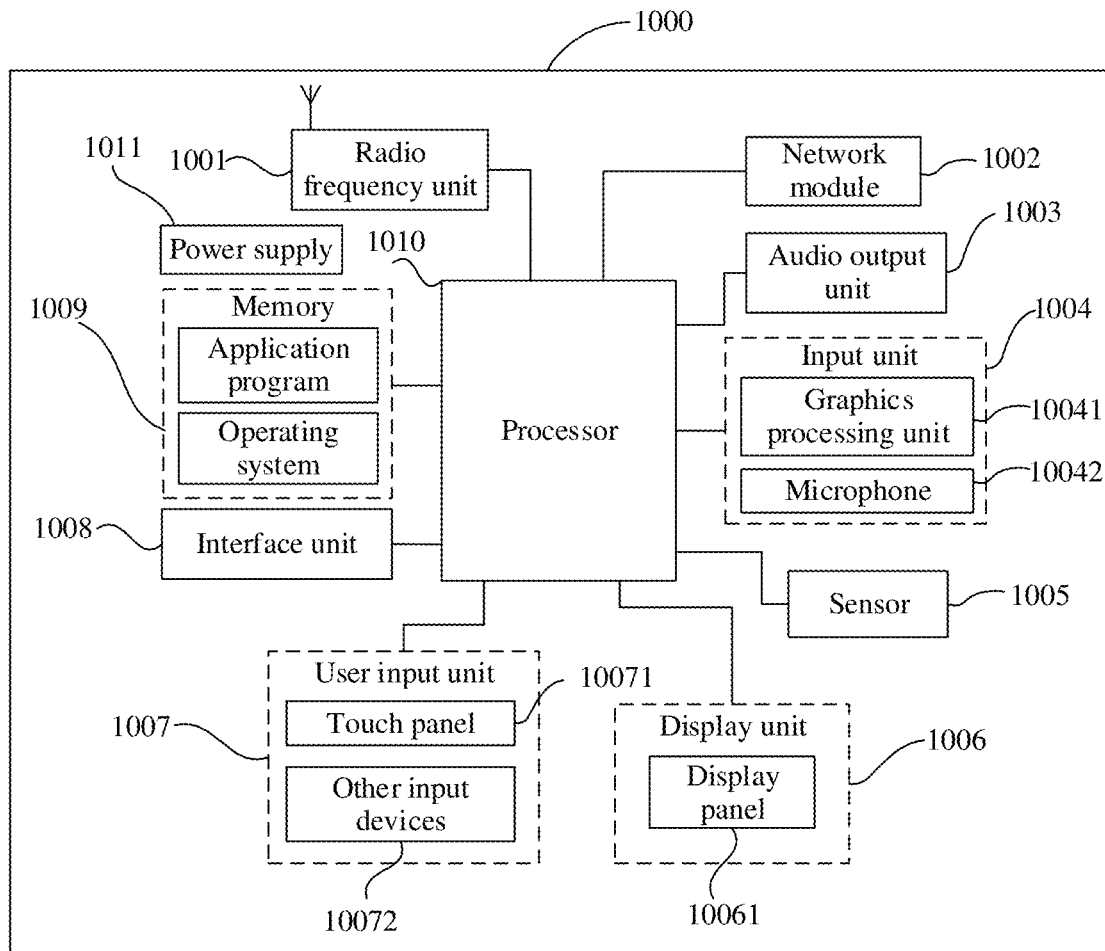 1000
1011
1001
Radio
frequency unit
Network
module
1002
Power supply
1010
Audio output
unit
1003
1009
Memory
Application
program
Operating
system
Processor
1004
Input unit
Graphics
processing unit
10041
Microphone
10042
1008
Interface unit
Sensor
1005
User input unit
1007
Touch panel
10071
Other input
devices
10072
Display unit
1006
Display
panel
10061